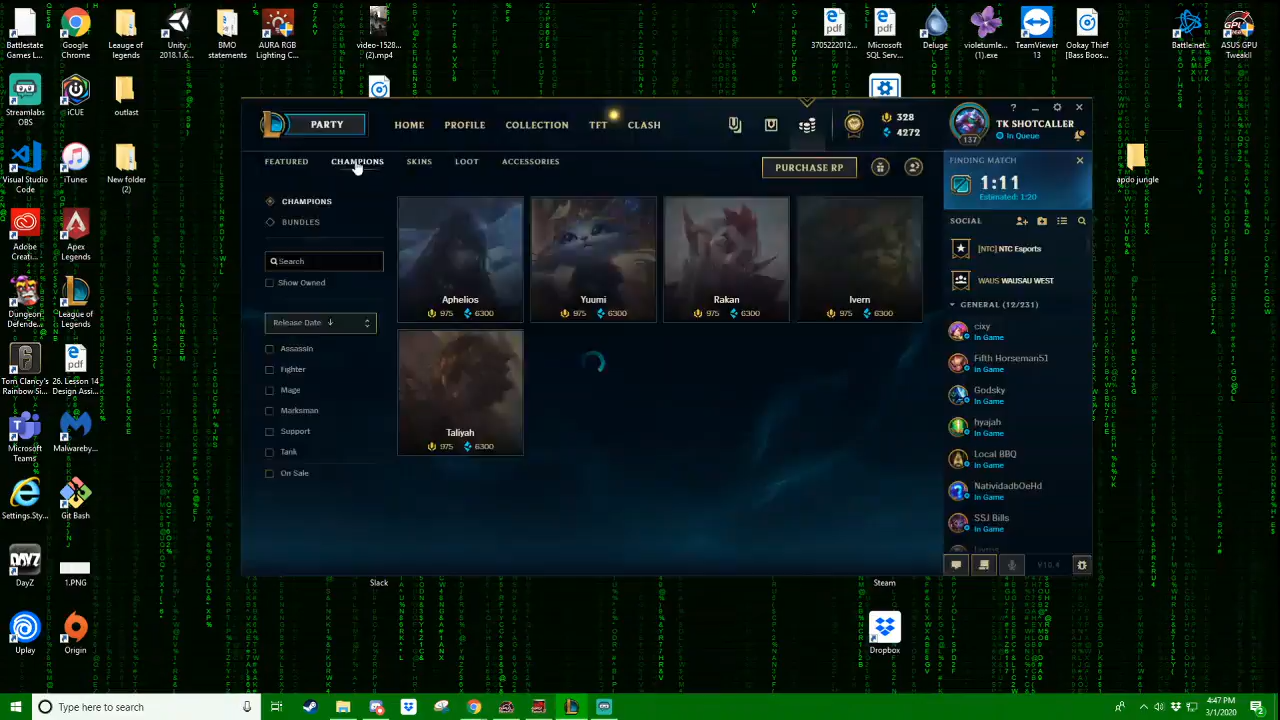 Battlestate
Games L...
Google
Chrome
Leauge of
legends
Unity
2018.1.6...
BMO
statements
AURA RGB
Lighting C...
video-1528...
(2).mp4
3705222012...
Microsoft
SQL Serv...
Deluge
violetumle...
(1).exe
TeamViewer
13
Ookay Thief
[Bass Boos...
Battle.net
ASUS GPU
TweakII
Streamlabs
OBS
iCUE
outlast
Visual Studio
Code
iTunes
New folder
(2)
apdo jungle
Adobe
Creati...
Apex
Legends
Dungeon
Defende...
League of
Legends
Tom Clancy's
Rainbow Si...
26. Lesson 14
Design Asso...
Microsoft
Teams
Malwareby...
Settings.Sty...
Git Bash
DayZ
1.PNG
Slack
Steam
Uplay
Origin
Dropbox
PARTY
HOME
PROFILE
COLLECTION
TFT
CLASH
328
4272
137
TK SHOTCALLER
In Queue
FEATURED
CHAMPIONS
SKINS
LOOT
ACCESSORIES
PURCHASE RP
CHAMPIONS
BUNDLES
Search
Show Owned
Release Date
Assassin
Fighter
Mage
Marksman
Support
Tank
On Sale
Aphelios
975 6300
Yuumi
975 6300
Rakan
975 6300
Ivern
975 6300
Taliyah
975 6300
FINDING MATCH
1:11
Estimated: 1:20
SOCIAL
[NTC] NTC Esports
WAUS WAUSAU WEST
GENERAL (12/231)
cixy
In Game
Fifth Horseman51
In Game
Godsky
In Game
hyajah
In Game
Local BBQ
In Game
NatividadbOeHd
In Game
SSJ Bills
In Game
V10.4
Type here to search
4:47 PM
3/1/2020
2